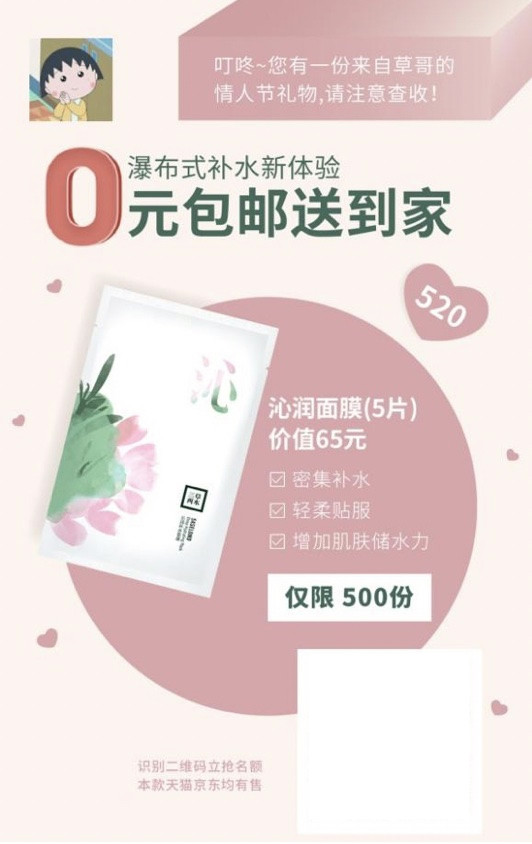 叮咚~您有一份来自草哥的
情人节礼物,请注意查收!
瀑布式补水新体验
0元包邮送到家
520
沁
沁润面膜(5片)
价值65元
☑ 密集补水
☑ 轻柔贴服
☑ 增加肌肤储水力
仅限 500份
识别二维码立抢名额
本款天猫京东均有售